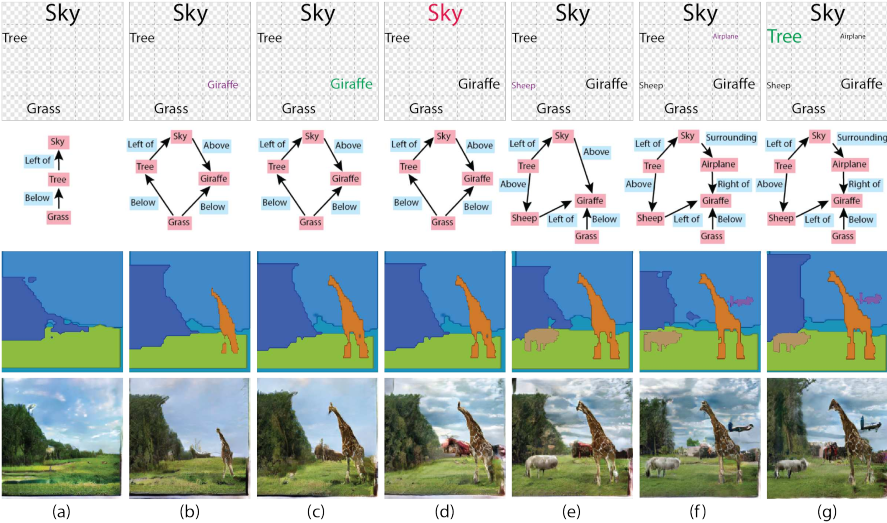 Sky Sky Sky Sky Sky Sky Sky
Tree Tree Tree Tree Tree Tree Airplane Tree Airplane
Giraffe Giraffe Giraffe Sheep Giraffe Sheep Giraffe Sheep Giraffe
Grass Grass Grass Grass Grass Grass Grass
Sky Left of Tree Below Grass
Left of Sky Above Tree Giraffe Below Below Grass
Left of Sky Above Tree Giraffe Below Below Grass
Left of Sky Above Tree Giraffe Below Below Grass
Left of Sky Above Tree Above Giraffe Sheep Left of Below Grass
Left of Sky Surrounding Tree Airplane Above Right of Giraffe Sheep Left of Below Grass
Left of Sky Surrounding Tree Airplane Above Right of Giraffe Sheep Left of Below Grass
(a) (b) (c) (d) (e) (f) (g)